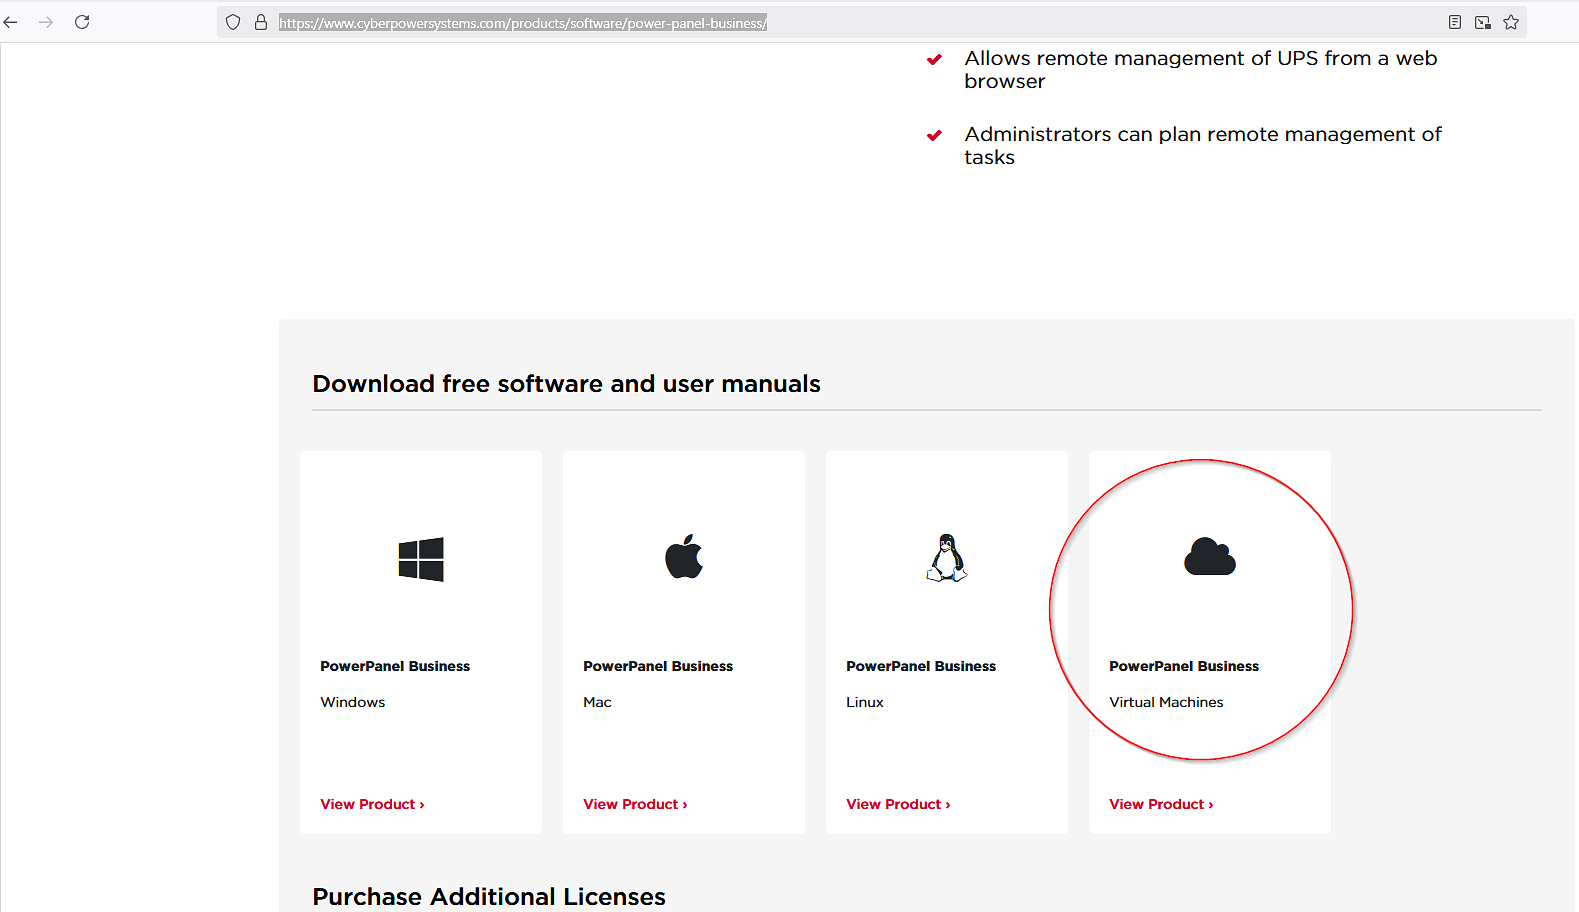 https://www.cyberpowersystems.com/products/software/power-panel-business/
Allows remote management of UPS from a web
browser
Administrators can plan remote management of
tasks
Download free software and user manuals
PowerPanel Business
Windows
View Product ›
PowerPanel Business
Mac
View Product ›
PowerPanel Business
Linux
View Product ›
PowerPanel Business
Virtual Machines
View Product ›
Purchase Additional Licenses